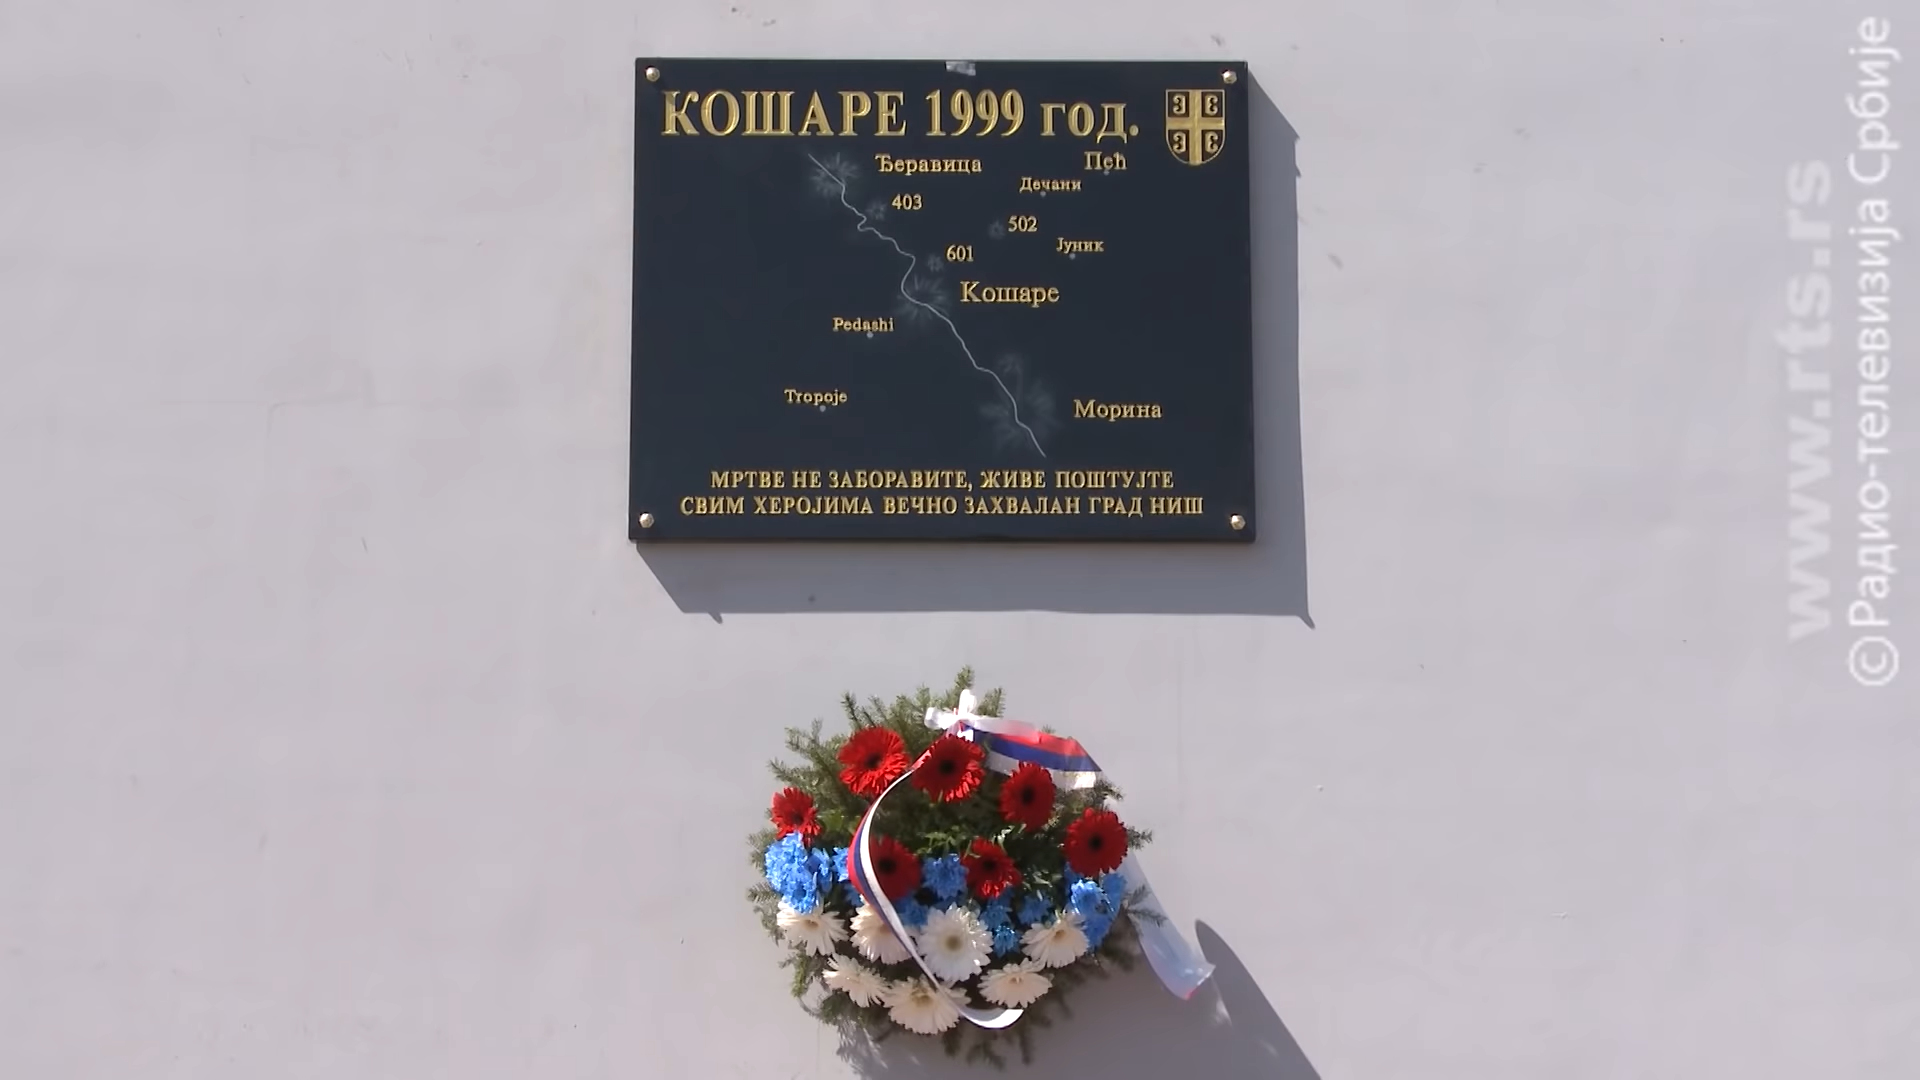 КОШАРЕ 1999 год.
Ђеравица
Пећ
Дечани
403
502
Јуник
601
Кошаре
Pedashi
Tropoje
Морина
МРТВЕ НЕ ЗАБОРАВИТЕ, ЖИВЕ ПОШТУЈТЕ
СВИМ ХЕРОЈИМА ВЕЧНО ЗАХВАЛАН ГРАД НИШ
www.rts.rs
©Радио-телевизија Србије